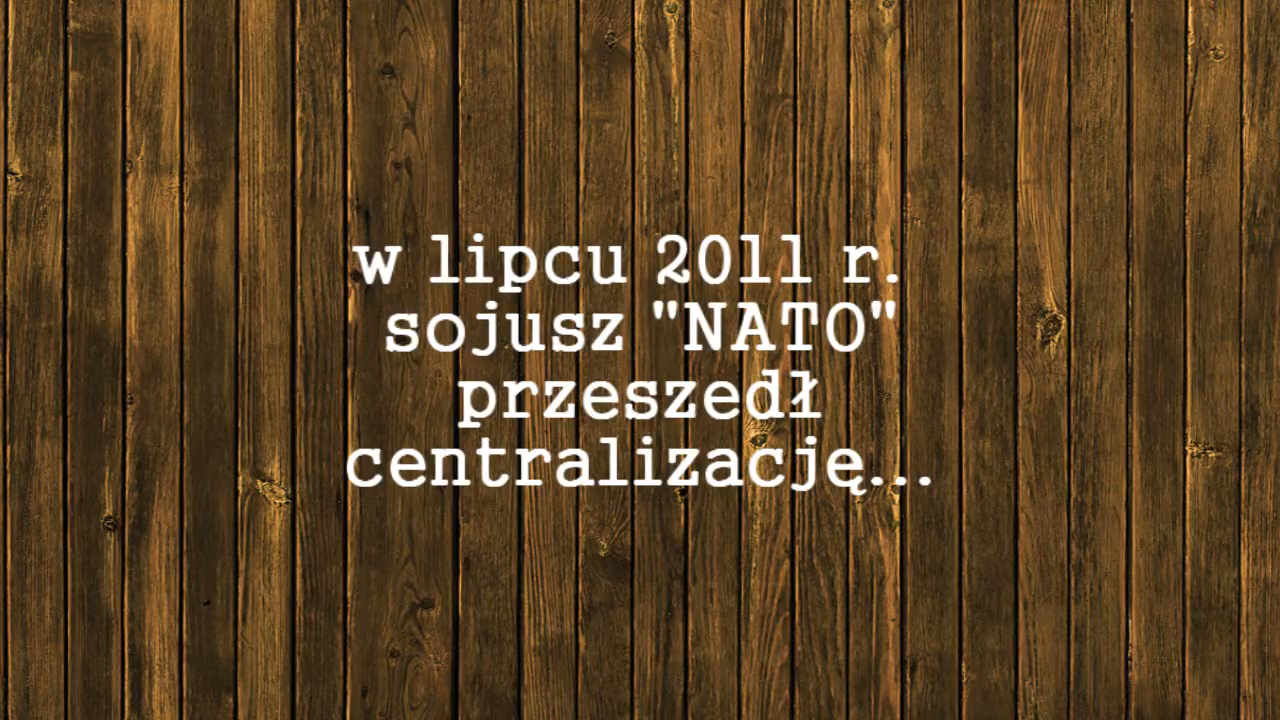 w lipcu 2011 r.
sojusz "NATO"
przeszedł
centralizację...